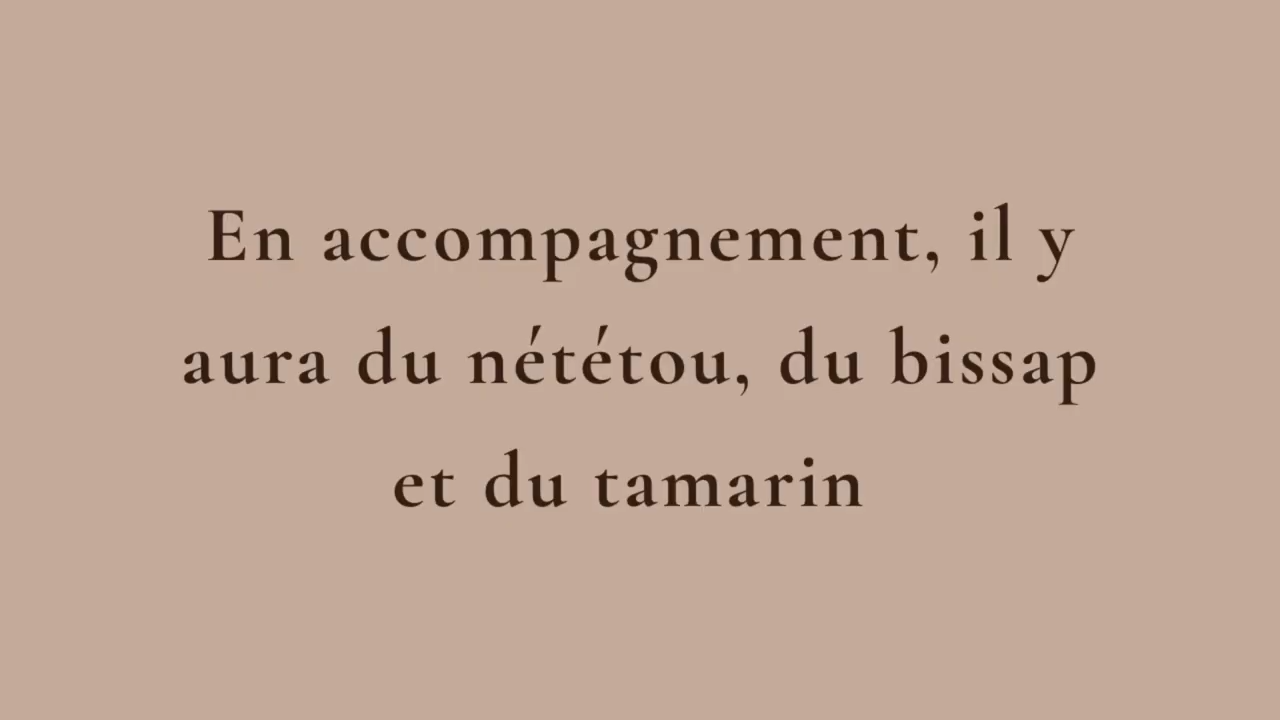 En accompagnement, il y
aura du nététou, du bissap
et du tamarin